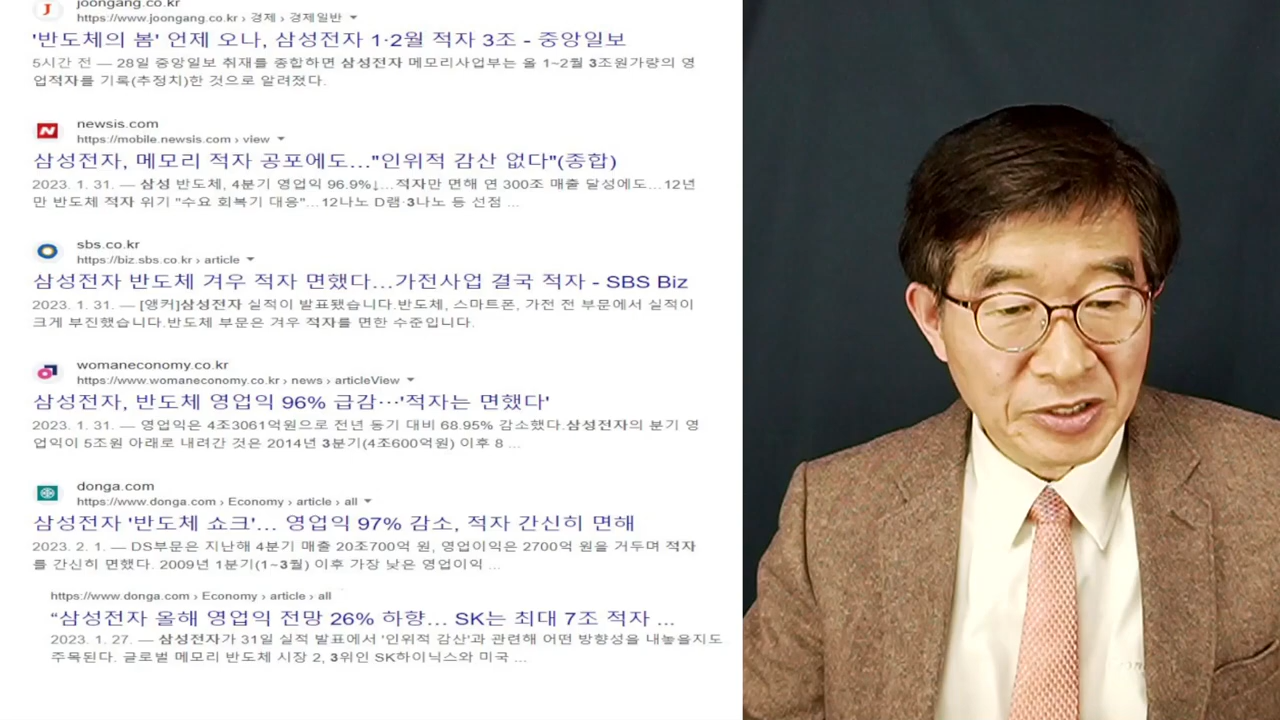 joongang.co.kr
https://www.joongang.co.kr › 경제 › 경제일반
'반도체의 봄' 언제 오나, 삼성전자 1·2월 적자 3조 - 중앙일보
5시간 전 — 28일 중앙일보 취재를 종합하면 삼성전자 메모리사업부는 올 1~2월 3조원가량의 영
업적자를 기록(추정치)한 것으로 알려졌다.
newsis.com
https://mobile.newsis.com › view
삼성전자, 메모리 적자 공포에도..."인위적 감산 없다"(종합)
2023. 1. 31. — 삼성 반도체, 4분기 영업익 96.9%↓...적자만 면해 연 300조 매출 달성에도...12년
만 반도체 적자 위기 "수요 회복기 대응"...12나노 D램·3나노 등 선점 ...
sbs.co.kr
https://biz.sbs.co.kr › article
삼성전자 반도체 겨우 적자 면했다...가전사업 결국 적자 - SBS Biz
2023. 1. 31. — [앵커]삼성전자 실적이 발표됐습니다.반도체, 스마트폰, 가전 전 부문에서 실적이
크게 부진했습니다.반도체 부문은 겨우 적자를 면한 수준입니다.
womaneconomy.co.kr
https://www.womaneconomy.co.kr › news › articleView
삼성전자, 반도체 영업익 96% 급감…'적자는 면했다'
2023. 1. 31. — 영업익은 4조3061억원으로 전년 동기 대비 68.95% 감소했다.삼성전자의 분기 영
업익이 5조원 아래로 내려간 것은 2014년 3분기(4조600억원) 이후 8 ...
donga.com
https://www.donga.com › Economy › article › all
삼성전자 '반도체 쇼크'... 영업익 97% 감소, 적자 간신히 면해
2023. 2. 1. — DS부문은 지난해 4분기 매출 20조700억 원, 영업이익은 2700억 원을 거두며 적자
를 간신히 면했다. 2009년 1분기(1~3월) 이후 가장 낮은 영업이익 ...
https://www.donga.com › Economy › article › all
“삼성전자 올해 영업익 전망 26% 하향... SK는 최대 7조 적자 ...
2023. 1. 27. — 삼성전자가 31일 실적 발표에서 '인위적 감산'과 관련해 어떤 방향성을 내놓을지도
주목된다. 글로벌 메모리 반도체 시장 2, 3위인 SK하이닉스와 미국 ...